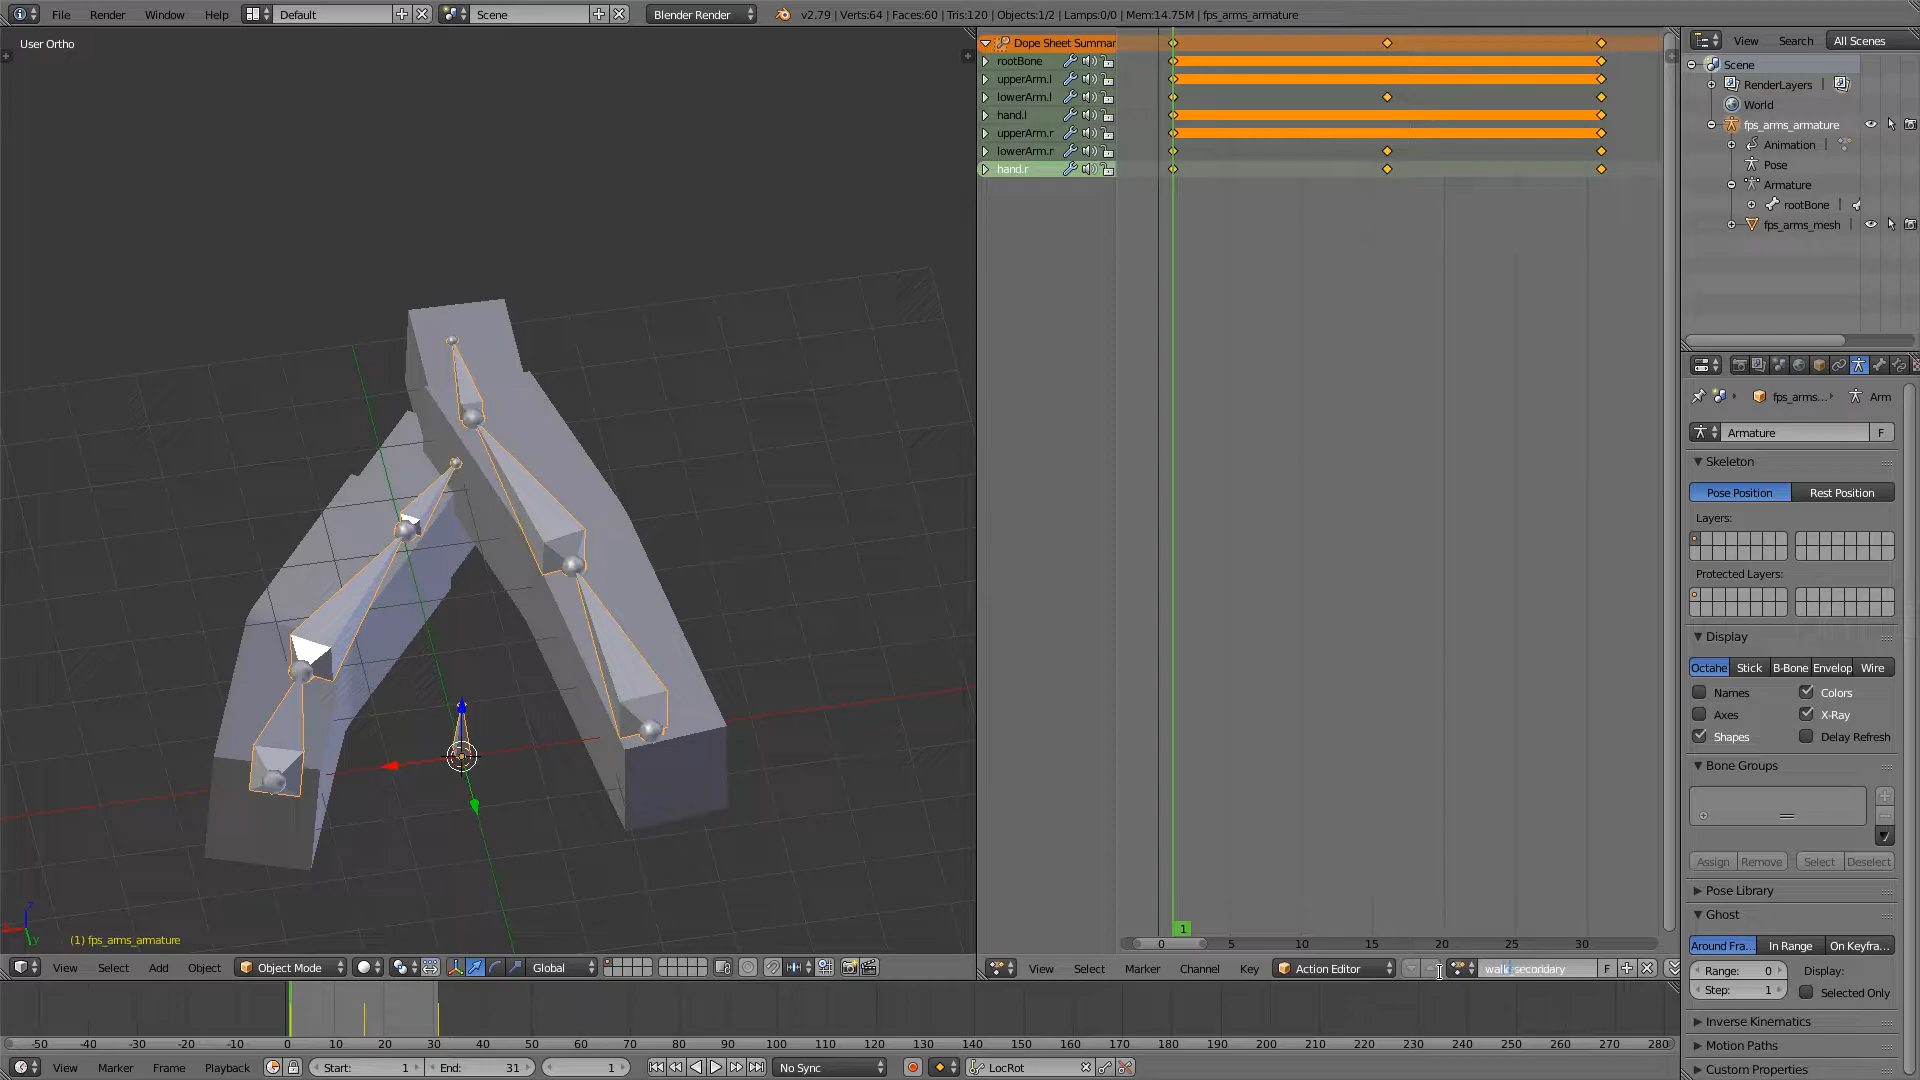 File Render Window Help Default Scene Blender Render v2.79 | Verts:64 | Faces:60 | Tris:120 | Objects:1/2 | Lamps:0/0 | Mem:14.75M | fps_arms_armature
User Ortho
Dope Sheet Summar
rootBone
upperArm.l
lowerArm.l
hand.l
upperArm.r
lowerArm.r
hand.r
View Search All Scenes
Scene
RenderLayers
World
fps_arms_armature
Animation
Pose
Armature
rootBone
fps_arms_mesh
fps_arms... Arm
Armature F
Skeleton
Pose Position Rest Position
Layers:
Protected Layers:
Display
Octahe Stick B-Bone Envelop Wire
Names Colors
Axes X-Ray
Shapes Delay Refresh
Bone Groups
Assign Remove Select Deselect
Pose Library
Ghost
Around Fra... In Range On Keyfra...
Range: 0 Display:
Step: 1 Selected Only
Inverse Kinematics
Motion Paths
Custom Properties
(1) fps_arms_armature
1
0 5 10 15 20 25 30
View Select Add Object Object Mode Global
View Select Marker Channel Key Action Editor walk secondary F
-50 -40 -30 -20 -10 0 10 20 30 40 50 60 70 80 90 100 110 120 130 140 150 160 170 180 190 200 210 220 230 240 250 260 270 280
View Marker Frame Playback Start: 1 End: 31 1 No Sync LocRot